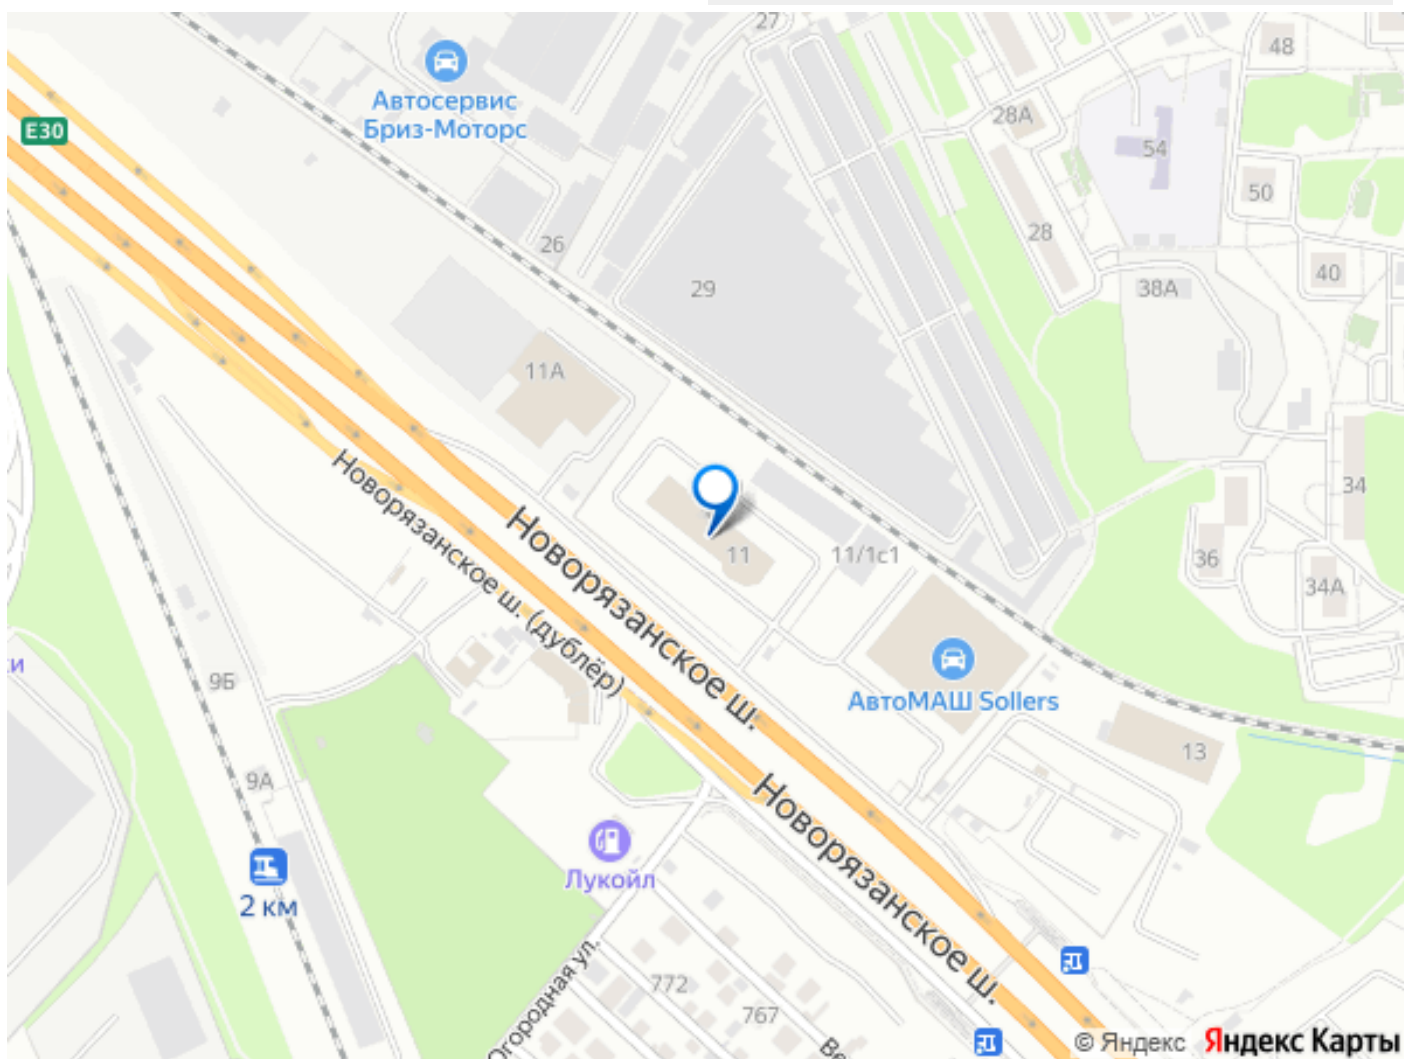 27
48
Автосервис
Бриз-Моторс
28А
E30
54
50
28
26
40
29
38А
11А
34
Новорязанское ш. (дублёр)
Новорязанское ш.
11
11/1с1
36
34А
ки
9Б
АвтоМАШ Sollers
13
9А
Новорязанское ш.
Лукойл
2 км
Огородная ул.
772
767
Ве
© Яндекс
Яндекс Карты